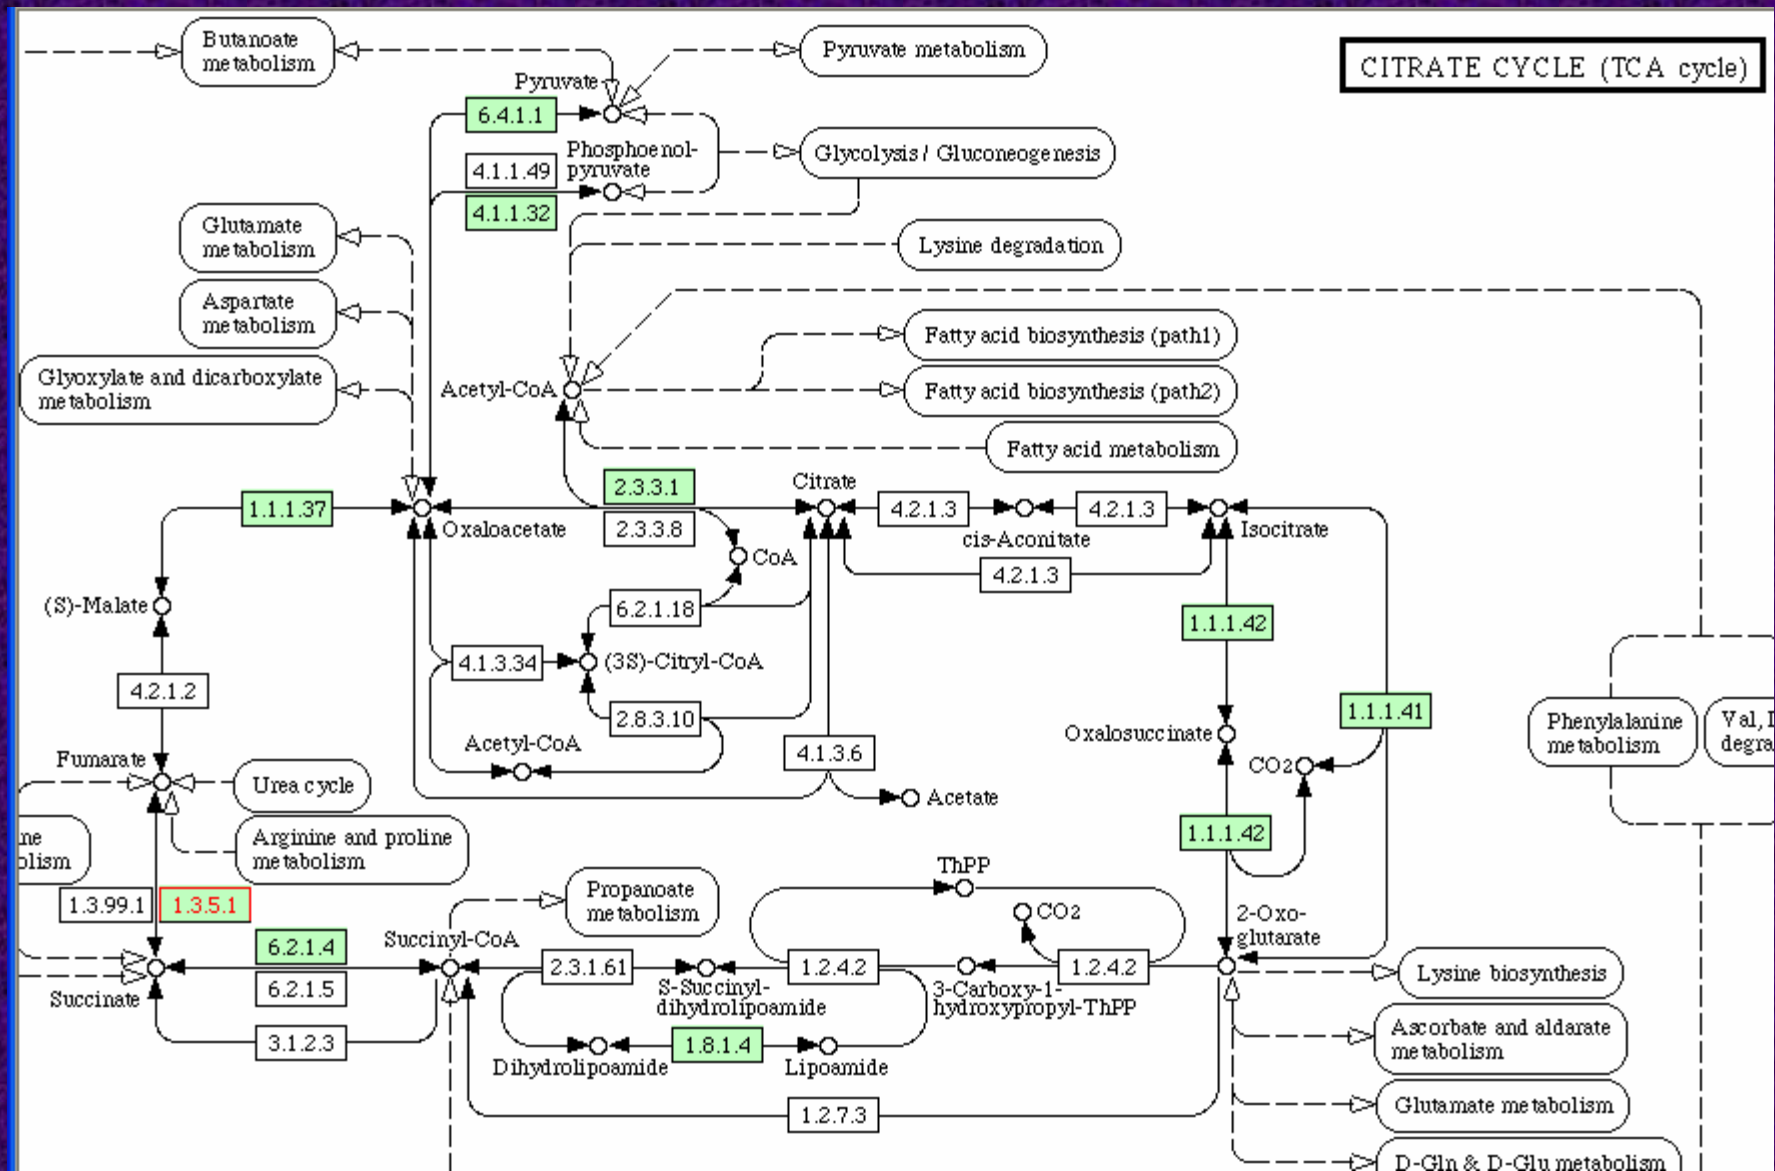 Butanoate
metabolism
Pyruvate metabolism
CITRATE CYCLE (TCA cycle)
Pyruvate
6.4.1.1
Phosphoenol-
pyruvate
4.1.1.49
4.1.1.32
Glycolysis / Gluconeogenesis
Glutamate
metabolism
Lysine degradation
Aspartate
metabolism
Fatty acid biosynthesis (path1)
Glyoxylate and dicarboxylate
metabolism
Acetyl-CoA
Fatty acid biosynthesis (path2)
Fatty acid metabolism
1.1.1.37
Oxaloacetate
2.3.3.1
2.3.3.8
Citrate
4.2.1.3
cis-Aconitate
4.2.1.3
Isocitrate
4.2.1.3
CoA
(S)-Malate
6.2.1.18
1.1.1.42
4.1.3.34
(3S)-Citryl-CoA
4.2.1.2
2.8.3.10
1.1.1.41
Acetyl-CoA
4.1.3.6
Oxalosuccinate
CO2
Phenylalanine
metabolism
Val, I
degra
Fumarate
Urea cycle
Acetate
ne
olism
Arginine and proline
metabolism
1.1.1.42
1.3.99.1
1.3.5.1
Propanoate
metabolism
ThPP
CO2
2-Oxo-
glutarate
6.2.1.4
Succinyl-CoA
Succinate
6.2.1.5
2.3.1.61
S-Succinyl-
dihydrolipoamide
1.2.4.2
3-Carboxy-1-
hydroxypropyl-ThPP
1.2.4.2
Lysine biosynthesis
3.1.2.3
Dihydrolipoamide
1.8.1.4
Lipoamide
Ascorbate and aldarate
metabolism
1.2.7.3
Glutamate metabolism
D-Gln & D-Glu metabolism